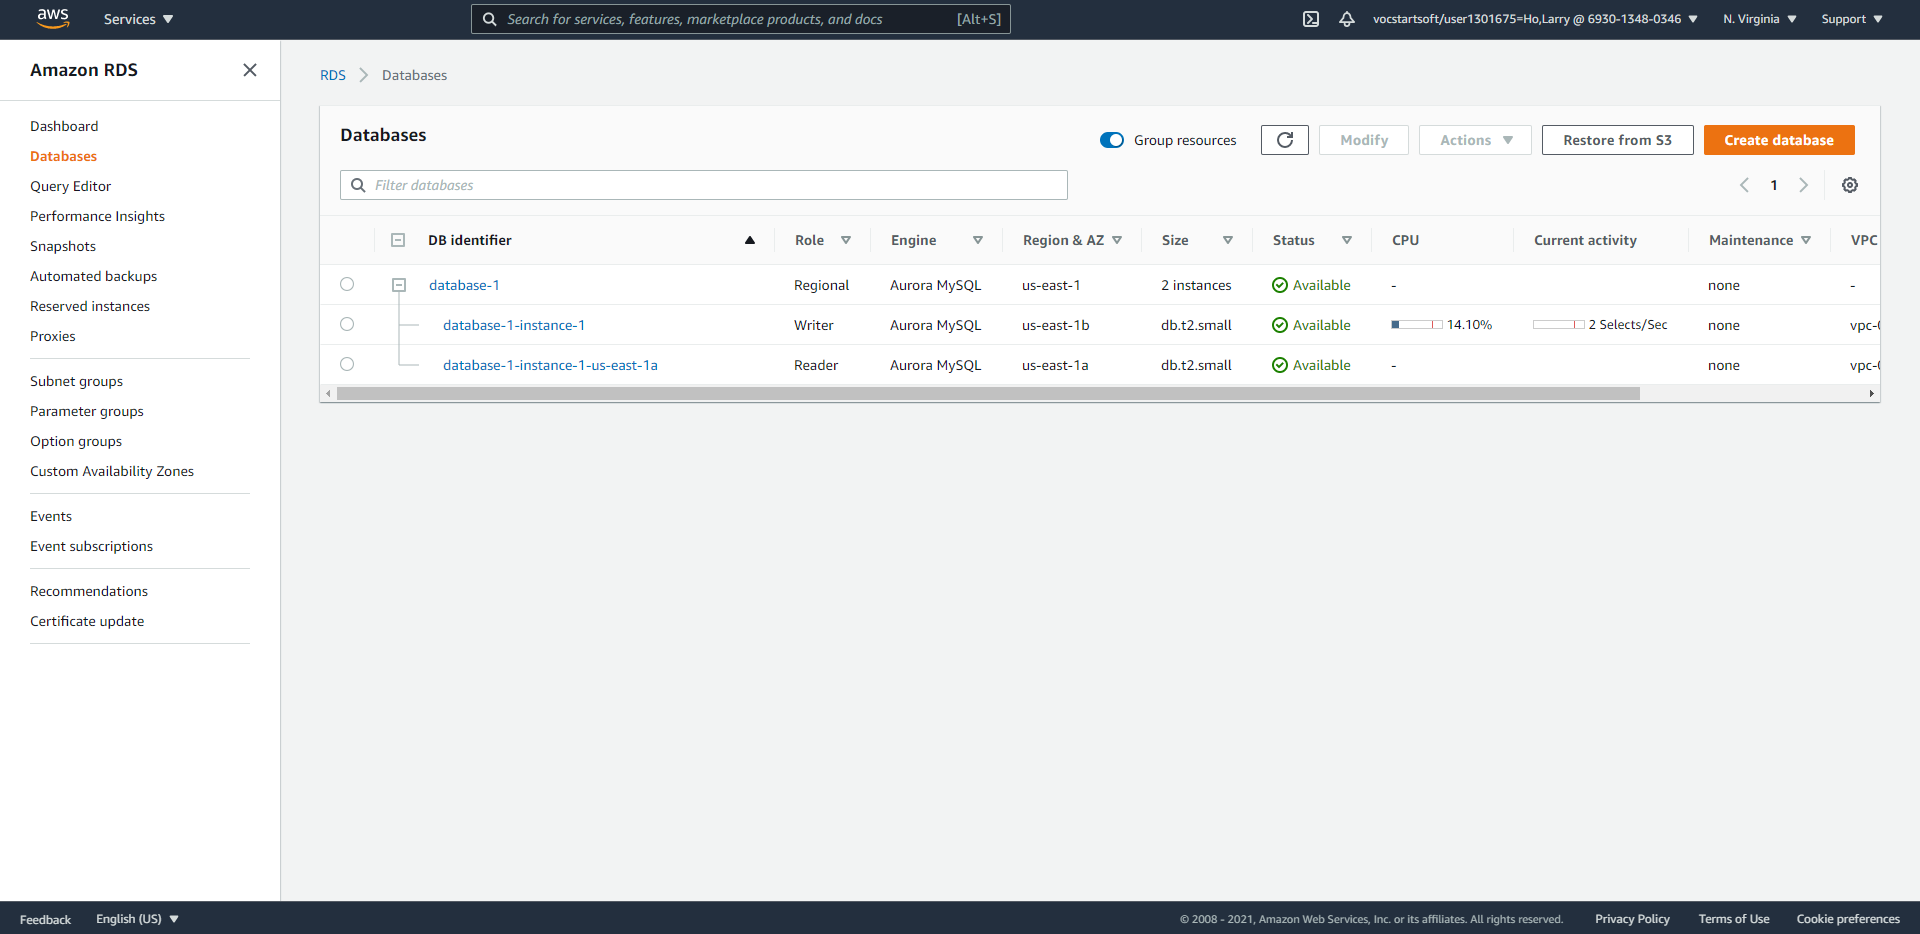 aws Services Search for services, features, marketplace products, and docs [Alt+S] vocstartsoft/user1301675=Ho,Larry @ 6930-1348-0346 N. Virginia Support
Amazon RDS
Dashboard
Databases
Query Editor
Performance Insights
Snapshots
Automated backups
Reserved instances
Proxies
Subnet groups
Parameter groups
Option groups
Custom Availability Zones
Events
Event subscriptions
Recommendations
Certificate update
RDS Databases
Databases Group resources Modify Actions Restore from S3 Create database
Filter databases 1
DB identifier Role Engine Region & AZ Size Status CPU Current activity Maintenance VPC
database-1 Regional Aurora MySQL us-east-1 2 instances Available - none -
database-1-instance-1 Writer Aurora MySQL us-east-1b db.t2.small Available 14.10% 2 Selects/Sec none vpc-
database-1-instance-1-us-east-1a Reader Aurora MySQL us-east-1a db.t2.small Available - none vpc-
Feedback English (US) © 2008 - 2021, Amazon Web Services, Inc. or its affiliates. All rights reserved. Privacy Policy Terms of Use Cookie preferences